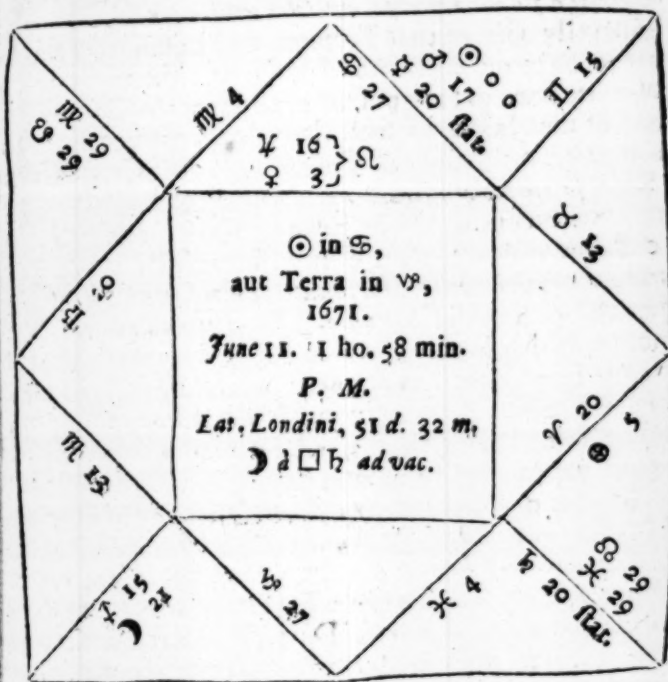 ♍ 29
☋ 29
♍ 4
♋ 27
☿ ♂ ☉
20 17 0
ſtat. 0
♊ 15
♃ 16 } ♌
♀ 3
♉ 13
☉ in ♋,
aut Terra in ♑,
1671.
June 11. 1 ho. 58 min.
P. M.
Lat. Londini, 51 d. 32 m,
☽ à □ ♄ ad vac.
♎
♈ 20
⊗ 5
♏ 13
♐ 15
☽ 21
♑ 27
♓ 4
☊ 29
♓ 29
♄ 20 ſtat.